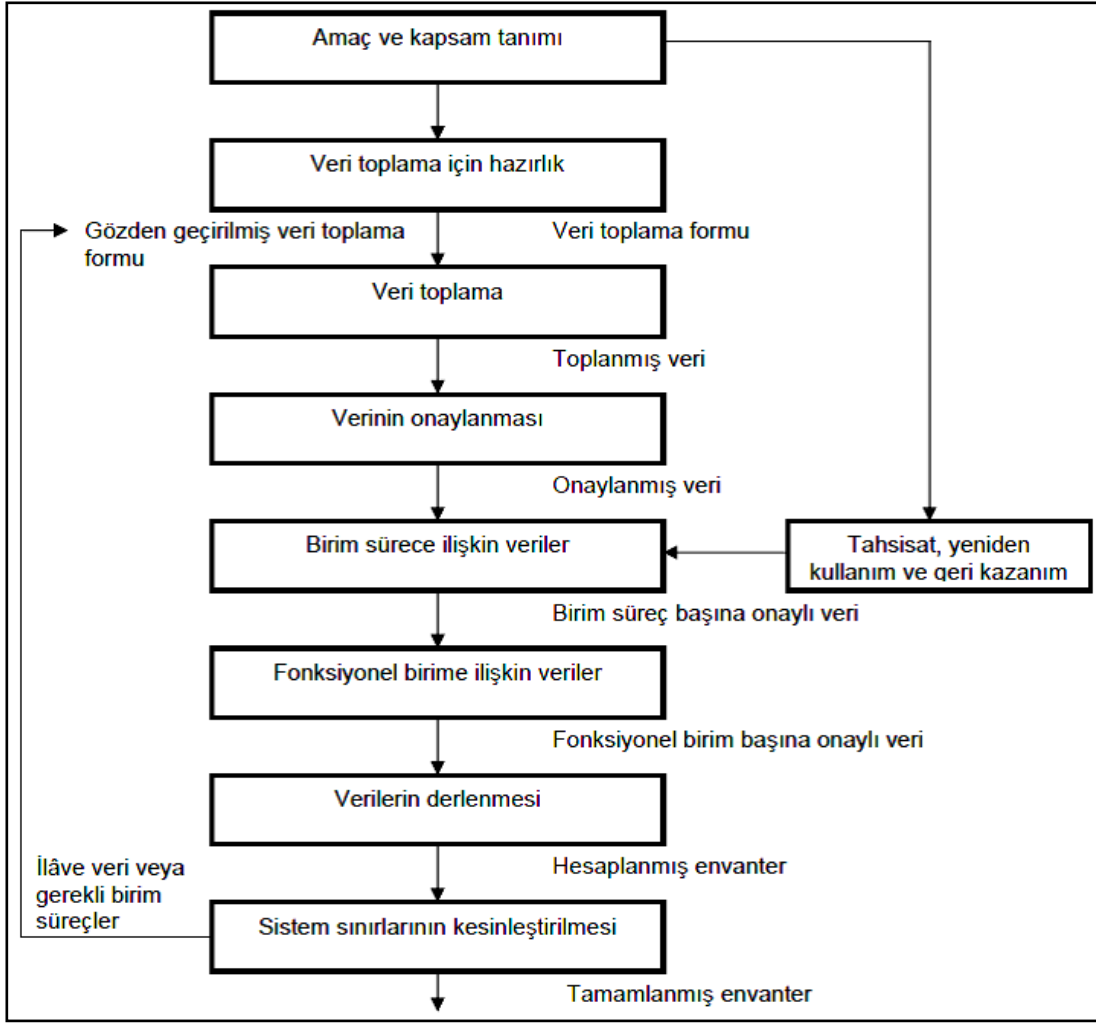 Amaç ve kapsam tanımı
Veri toplama için hazırlık
Gözden geçirilmiş veri toplama
formu
Veri toplama formu
Veri toplama
Toplanmış veri
Verinin onaylanması
Onaylanmış veri
Birim sürece ilişkin veriler
Tahsisat, yeniden
kullanım ve geri kazanım
Birim süreç başına onaylı veri
Fonksiyonel birime ilişkin veriler
Fonksiyonel birim başına onaylı veri
Verilerin derlenmesi
Hesaplanmış envanter
İlâve veri veya
gerekli birim
süreçler
Sistem sınırlarının kesinleştirilmesi
Tamamlanmış envanter